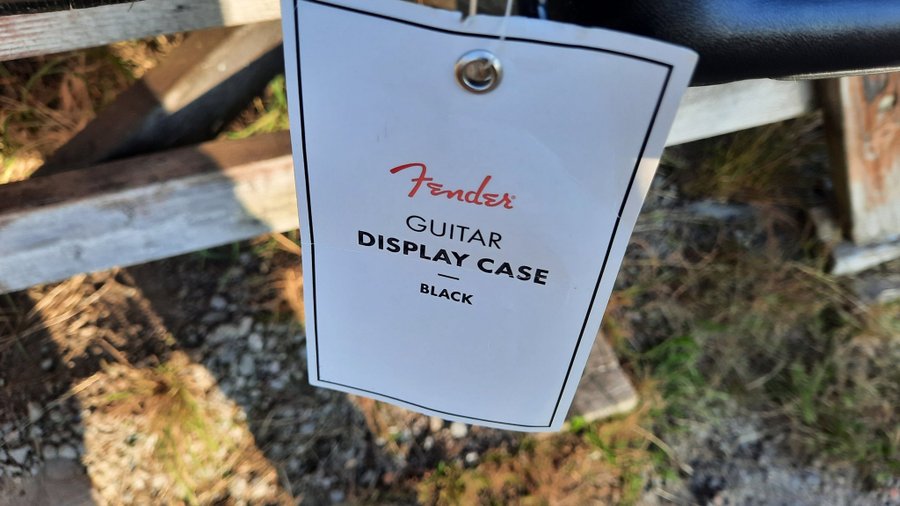 Fender
GUITAR
DISPLAY CASE
BLACK